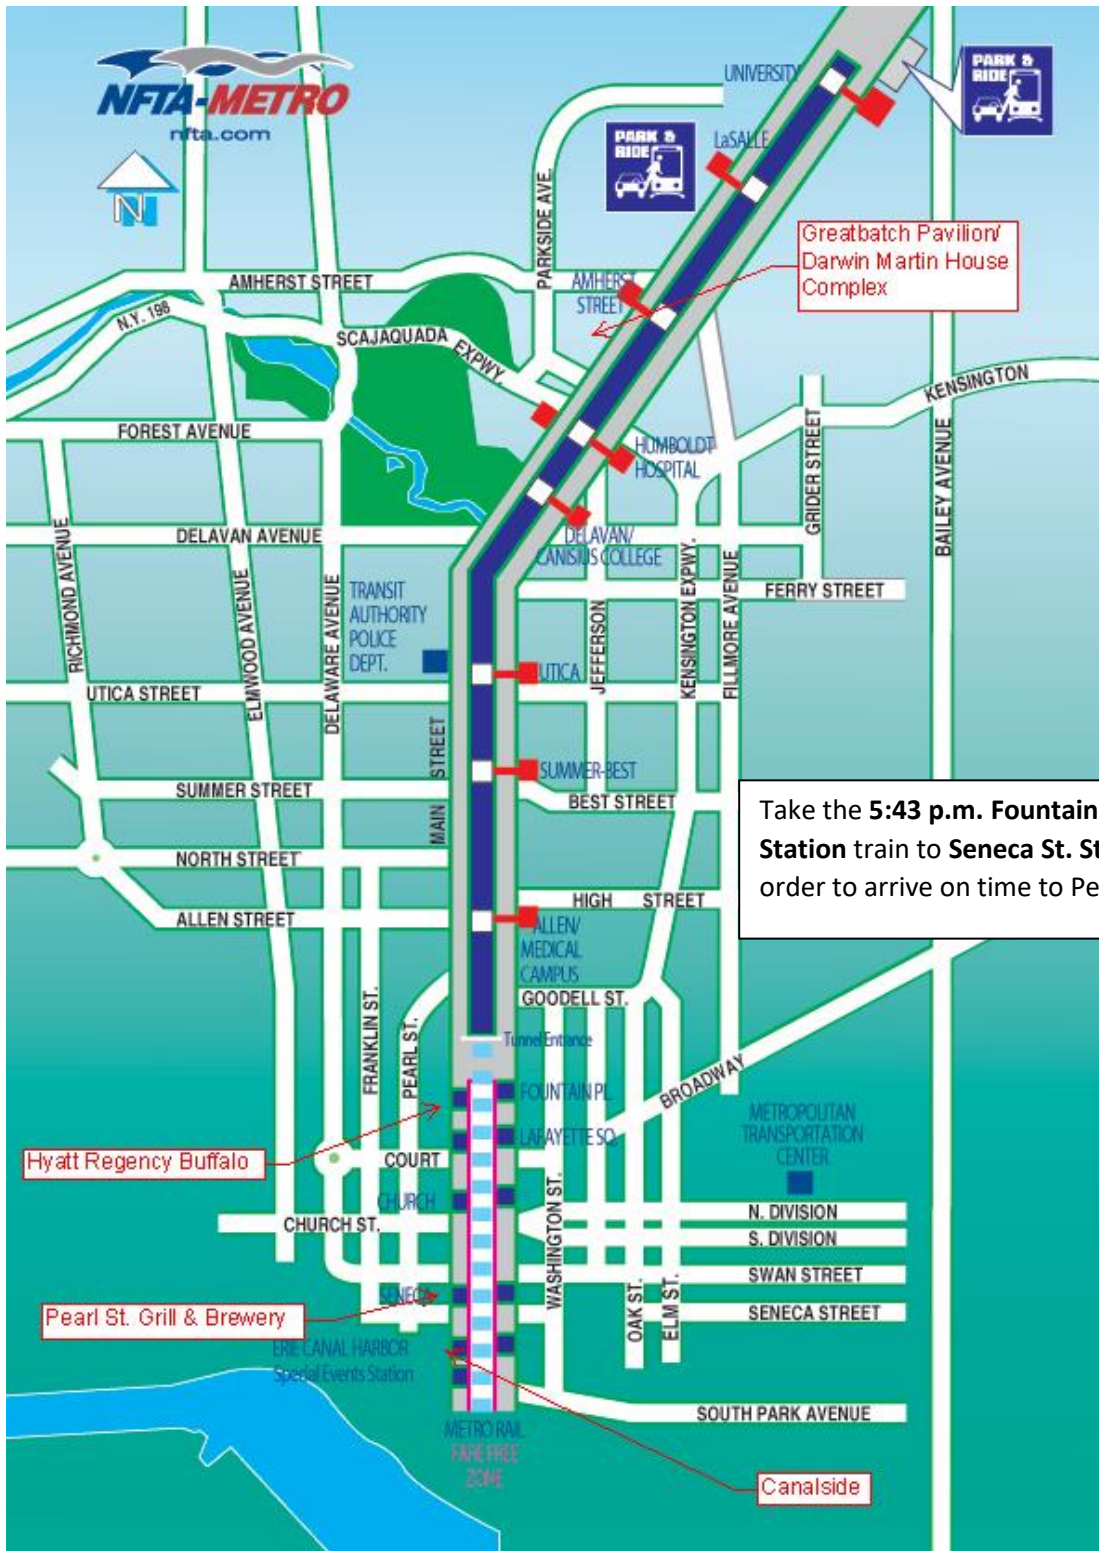 NFTA-METRO
nfta.com
N
UNIVERSITY
PARK &
RIDE
PARK &
RIDE
LaSALLE
PARKSIDE AVE.
Greatbatch Pavilion/
Darwin Martin House
Complex
AMHERST STREET
AMHERST
STREET
N.Y. 198
SCAJAQUADA
EXPWY.
KENSINGTON
FOREST AVENUE
HUMBOLDT
HOSPITAL
GRIDER STREET
BAILEY AVENUE
DELAVAN AVENUE
DELAVAN/
CANISIUS COLLEGE
RICHMOND AVENUE
ELMWOOD AVENUE
DELAWARE AVENUE
TRANSIT
AUTHORITY
POLICE
DEPT.
FERRY STREET
JEFFERSON
KENSINGTON EXPWY.
FILLMORE AVENUE
UTICA
UTICA STREET
MAIN STREET
SUMMER-BEST
SUMMER STREET
BEST STREET
Take the 5:43 p.m. Fountain
Station train to Seneca St. St
order to arrive on time to Pe
NORTH STREET
HIGH STREET
ALLEN STREET
ALLEN/
MEDICAL
CAMPUS
GOODELL ST.
FRANKLIN ST.
PEARL ST.
Tunnel Entrance
BROADWAY
FOUNTAIN PL.
METROPOLITAN
TRANSPORTATION
CENTER
LAFAYETTE SQ.
Hyatt Regency Buffalo
COURT
CHURCH
WASHINGTON ST.
N. DIVISION
CHURCH ST.
S. DIVISION
SWAN STREET
SENECA
OAK ST.
ELM ST.
SENECA STREET
Pearl St. Grill & Brewery
ERIE CANAL HARBOR
Special Events Station
SOUTH PARK AVENUE
METRO RAIL
FARE FREE
ZONE
Canalside